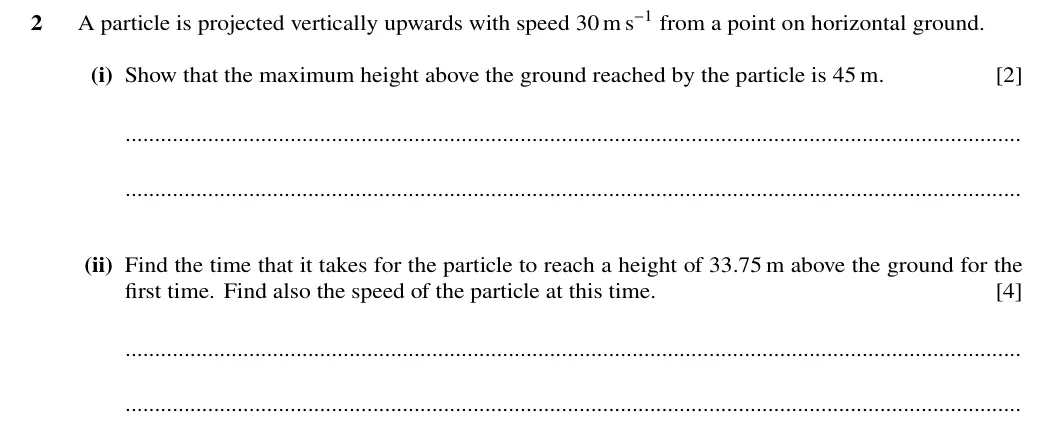 2 A particle is projected vertically upwards with speed 30 m s⁻¹ from a point on horizontal ground.
(i) Show that the maximum height above the ground reached by the particle is 45 m. [2]
(ii) Find the time that it takes for the particle to reach a height of 33.75 m above the ground for the
first time. Find also the speed of the particle at this time. [4]